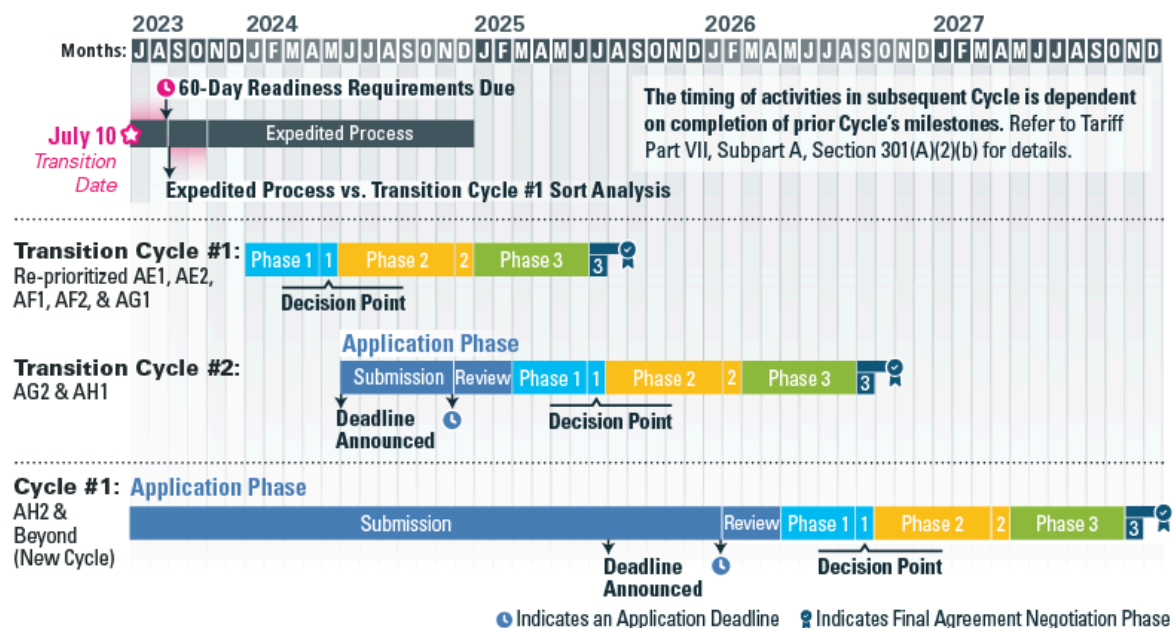 2023 2024 2025 2026 2027
Months: J A S O N D J F M A M J J A S O N D J F M A M J J A S O N D J F M A M J J A S O N D J F M A M J J A S O N D
60-Day Readiness Requirements Due
The timing of activities in subsequent Cycle is dependent
on completion of prior Cycle's milestones. Refer to Tariff
Part VII, Subpart A, Section 301(A)(2)(b) for details.
July 10
Transition
Date
Expedited Process
Expedited Process vs. Transition Cycle #1 Sort Analysis
Transition Cycle #1:
Re-prioritized AE1, AE2,
AF1, AF2, & AG1
Phase 1 1 Phase 2 2 Phase 3 3
Decision Point
Application Phase
Transition Cycle #2:
AG2 & AH1
Submission Review Phase 1 1 Phase 2 2 Phase 3 3
Deadline
Announced
Decision Point
Cycle #1: Application Phase
AH2 &
Beyond
(New Cycle)
Submission Review Phase 1 1 Phase 2 2 Phase 3 3
Deadline
Announced
Decision Point
Indicates an Application Deadline Indicates Final Agreement Negotiation Phase